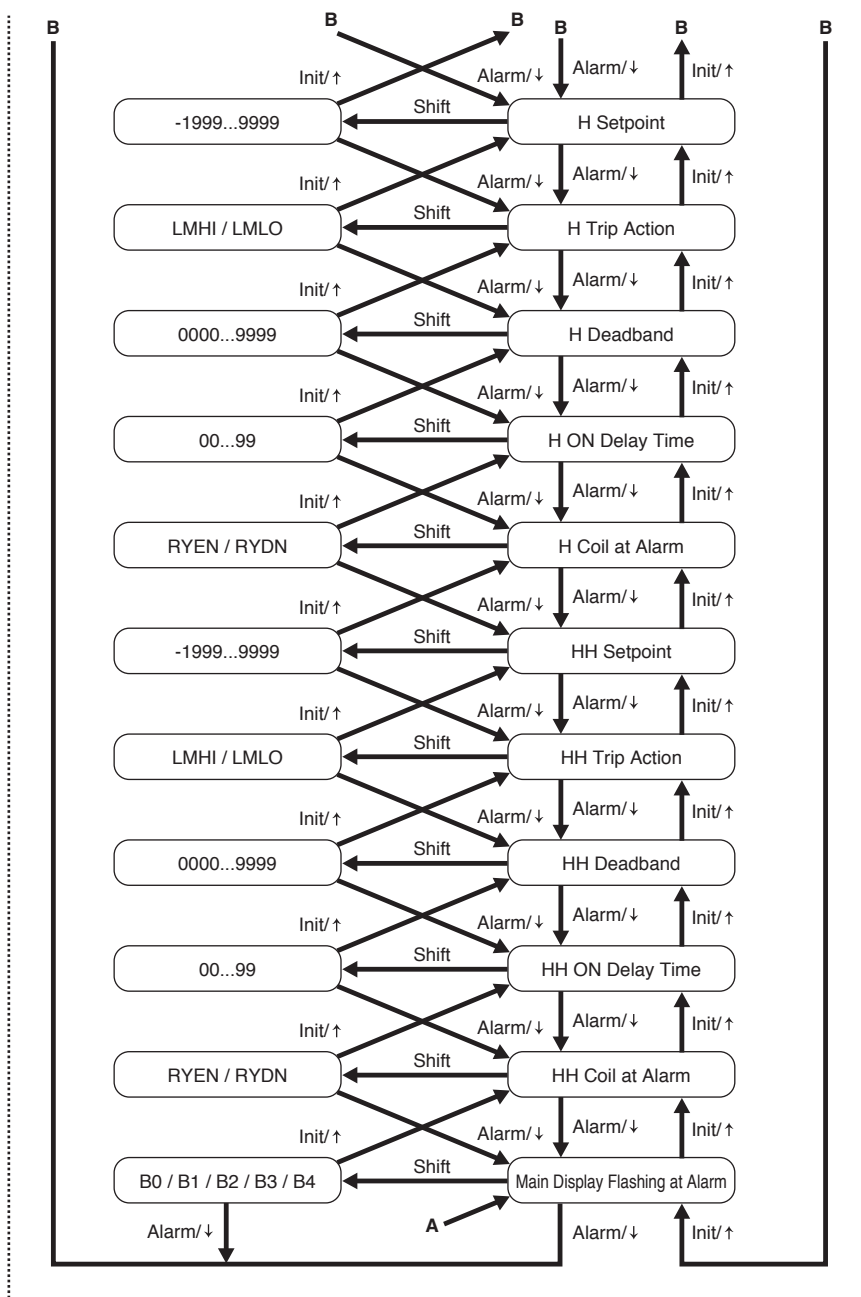 B B B B B B
Init/↑ Alarm/↓ Alarm/↓ Init/↑
-1999...9999 Shift H Setpoint
Init/↑ Alarm/↓ Alarm/↓ Init/↑
LMHI / LMLO Shift H Trip Action
Init/↑ Alarm/↓ Alarm/↓ Init/↑
0000...9999 Shift H Deadband
Init/↑ Alarm/↓ Alarm/↓ Init/↑
00...99 Shift H ON Delay Time
Init/↑ Alarm/↓ Alarm/↓ Init/↑
RYEN / RYDN Shift H Coil at Alarm
Init/↑ Alarm/↓ Alarm/↓ Init/↑
-1999...9999 Shift HH Setpoint
Init/↑ Alarm/↓ Alarm/↓ Init/↑
LMHI / LMLO Shift HH Trip Action
Init/↑ Alarm/↓ Alarm/↓ Init/↑
0000...9999 Shift HH Deadband
Init/↑ Alarm/↓ Alarm/↓ Init/↑
00...99 Shift HH ON Delay Time
Init/↑ Alarm/↓ Alarm/↓ Init/↑
RYEN / RYDN Shift HH Coil at Alarm
Init/↑ Alarm/↓ Alarm/↓ Init/↑
B0 / B1 / B2 / B3 / B4 Shift Main Display Flashing at Alarm
Alarm/↓ A Alarm/↓ Init/↑